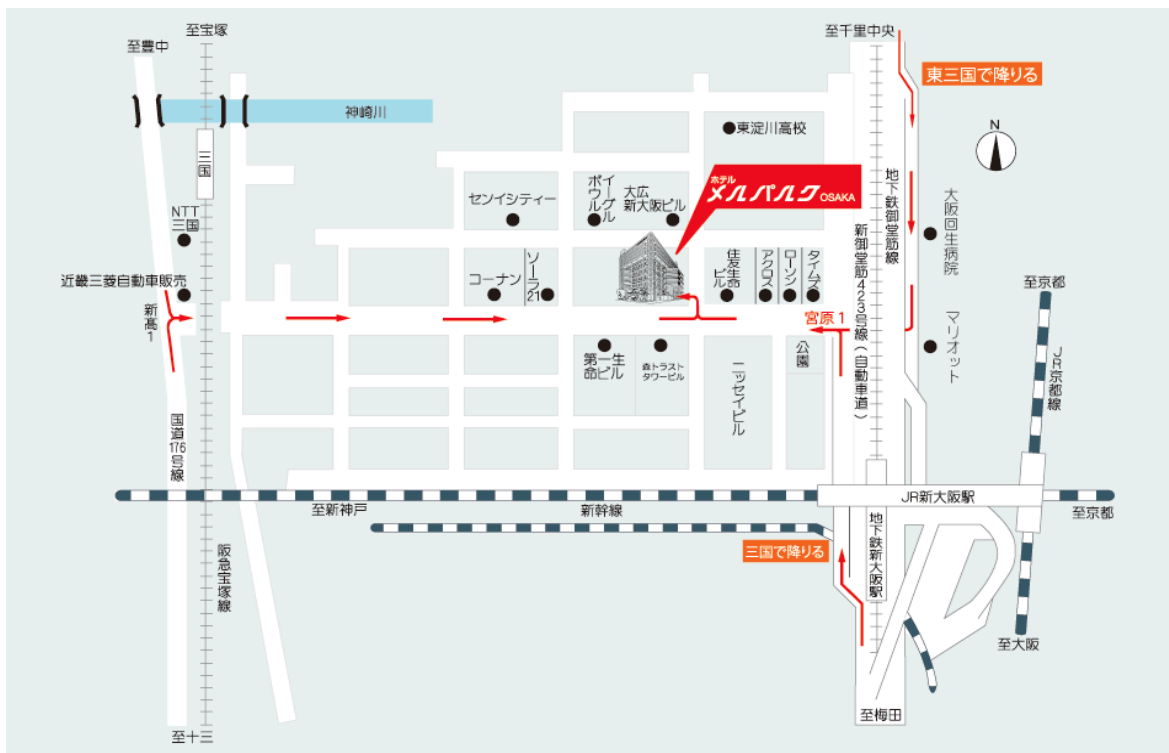 至宝塚
至豊中
至千里中央
東三国で降りる
神崎川
東淀川高校
N
三国
ホテル
メルパルク OSAKA
センイシティー
イーグル
ボウル
大広
新大阪ビル
地下鉄御堂筋線
大阪回生病院
NTT
三国
新御堂筋423号線(自動車道)
近畿三菱自動車販売
コーナン
ソーラ
21
住友生命
ビル
アクロス
ローソン
タイムズ
至京都
新高1
宮原1
マリオット
JR京都線
第一生
命ビル
森トラスト
タワービル
ニッセイビル
公園
国道176号線
JR新大阪駅
至新神戸
新幹線
至京都
地下鉄新大阪駅
三国で降りる
阪急宝塚線
至大阪
至梅田
至十三